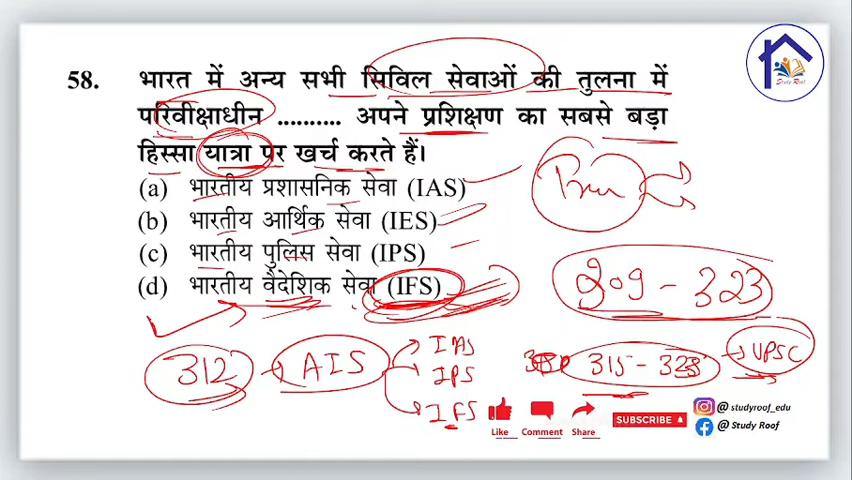 58. भारत में अन्य सभी सिविल सेवाओं की तुलना में
परिवीक्षाधीन .......... अपने प्रशिक्षण का सबसे बड़ा
हिस्सा यात्रा पर खर्च करते हैं।
(a) भारतीय प्रशासनिक सेवा (IAS)
(b) भारतीय आर्थिक सेवा (IES)
(c) भारतीय पुलिस सेवा (IPS)
(d) भारतीय वैदेशिक सेवा (IFS)
309 - 323
312 → AIS
IAS
IPS
IFS
315 - 323 → UPSC
Study Roof
Like Comment Share
SUBSCRIBE
@ studyroof_edu
@ Study Roof